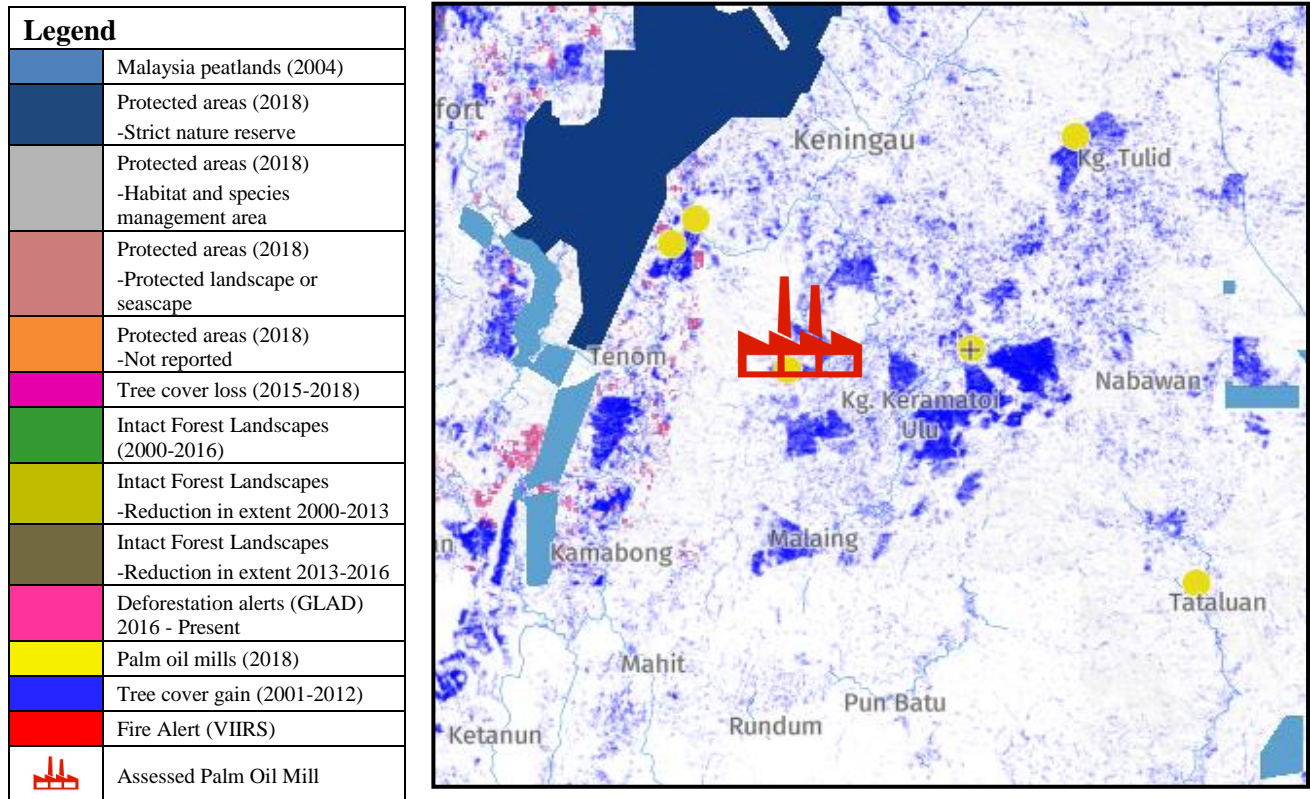 Legend
Malaysia peatlands (2004)
Protected areas (2018)
-Strict nature reserve
Protected areas (2018)
-Habitat and species
management area
Protected areas (2018)
-Protected landscape or
seascape
Protected areas (2018)
-Not reported
Tree cover loss (2015-2018)
Intact Forest Landscapes
(2000-2016)
Intact Forest Landscapes
-Reduction in extent 2000-2013
Intact Forest Landscapes
-Reduction in extent 2013-2016
Deforestation alerts (GLAD)
2016 - Present
Palm oil mills (2018)
Tree cover gain (2001-2012)
Fire Alert (VIIRS)
Assessed Palm Oil Mill
fort
Keningau
Kg. Tulid
Tenom
Nabawan
Kg. Keramatoi
Ulu
n
Kamabong
Malaing
Tataluan
Mahit
Pun Batu
Rundum
Ketanun